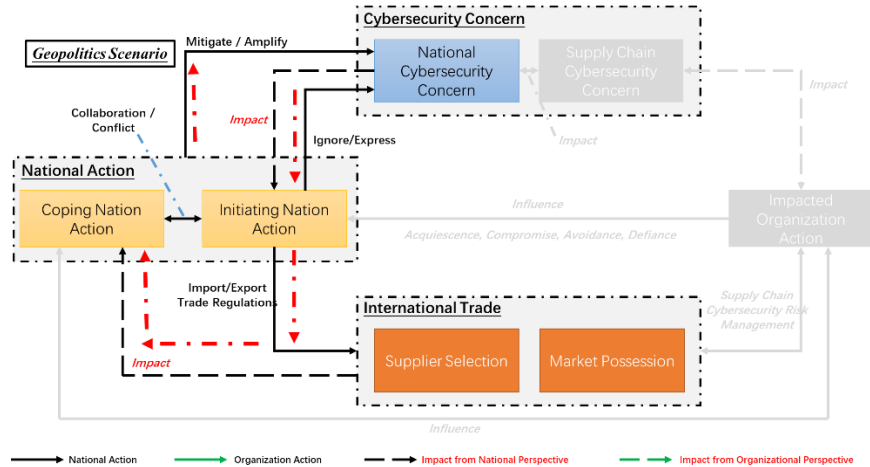 Cybersecurity Concern
Mitigate / Amplify
Geopolitics Scenario
National
Cybersecurity
Concern
Supply Chain
Cybersecurity
Concern
Collaboration /
Conflict
Impact
Impact
Impact
Ignore/Express
National Action
Coping Nation
Action
Initiating Nation
Action
Influence
Acquiescence, Compromise, Avoidance, Defiance
Impacted
Organization
Action
Import/Export
Trade Regulations
International Trade
Supply Chain
Cybersecurity Risk
Management
Impact
Supplier Selection
Market Possession
Influence
National Action
Organization Action
Impact from National Perspective
Impact from Organizational Perspective